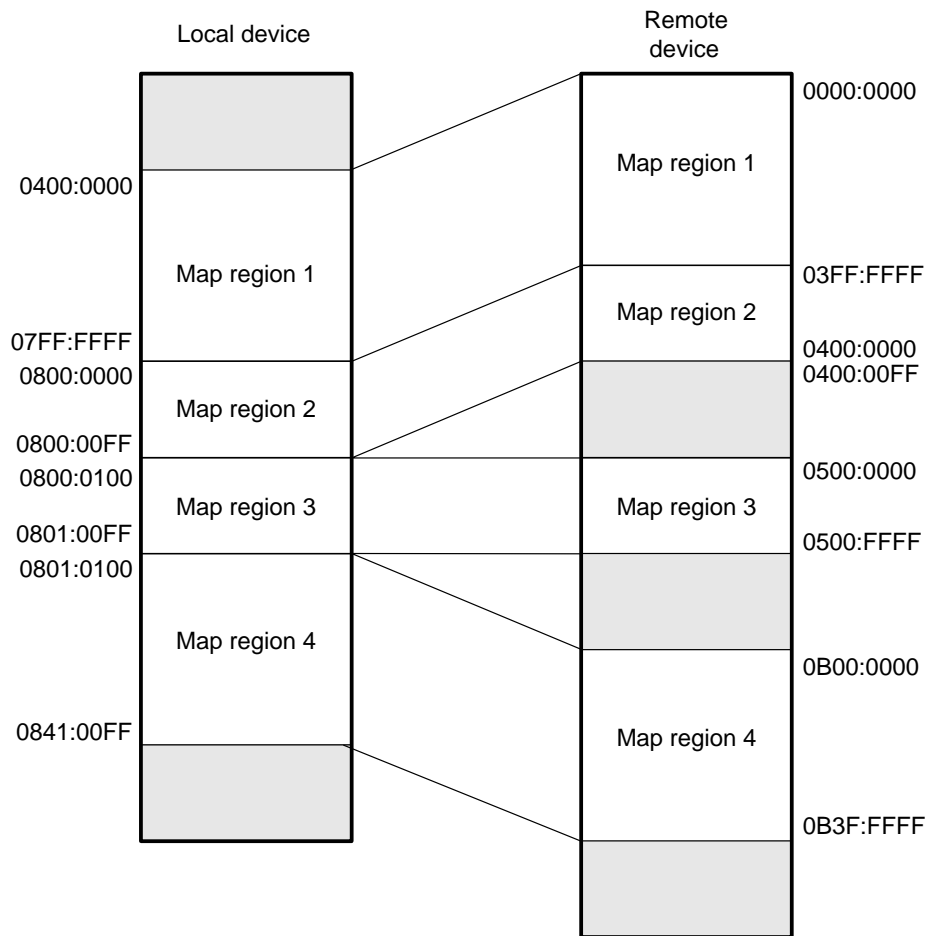 Local device
Remote
device
0400:0000
Map region 1
07FF:FFFF
0800:0000
Map region 2
0800:00FF
0800:0100
Map region 3
0801:00FF
0801:0100
Map region 4
0841:00FF
0000:0000
Map region 1
03FF:FFFF
Map region 2
0400:0000
0400:00FF
0500:0000
Map region 3
0500:FFFF
0B00:0000
Map region 4
0B3F:FFFF